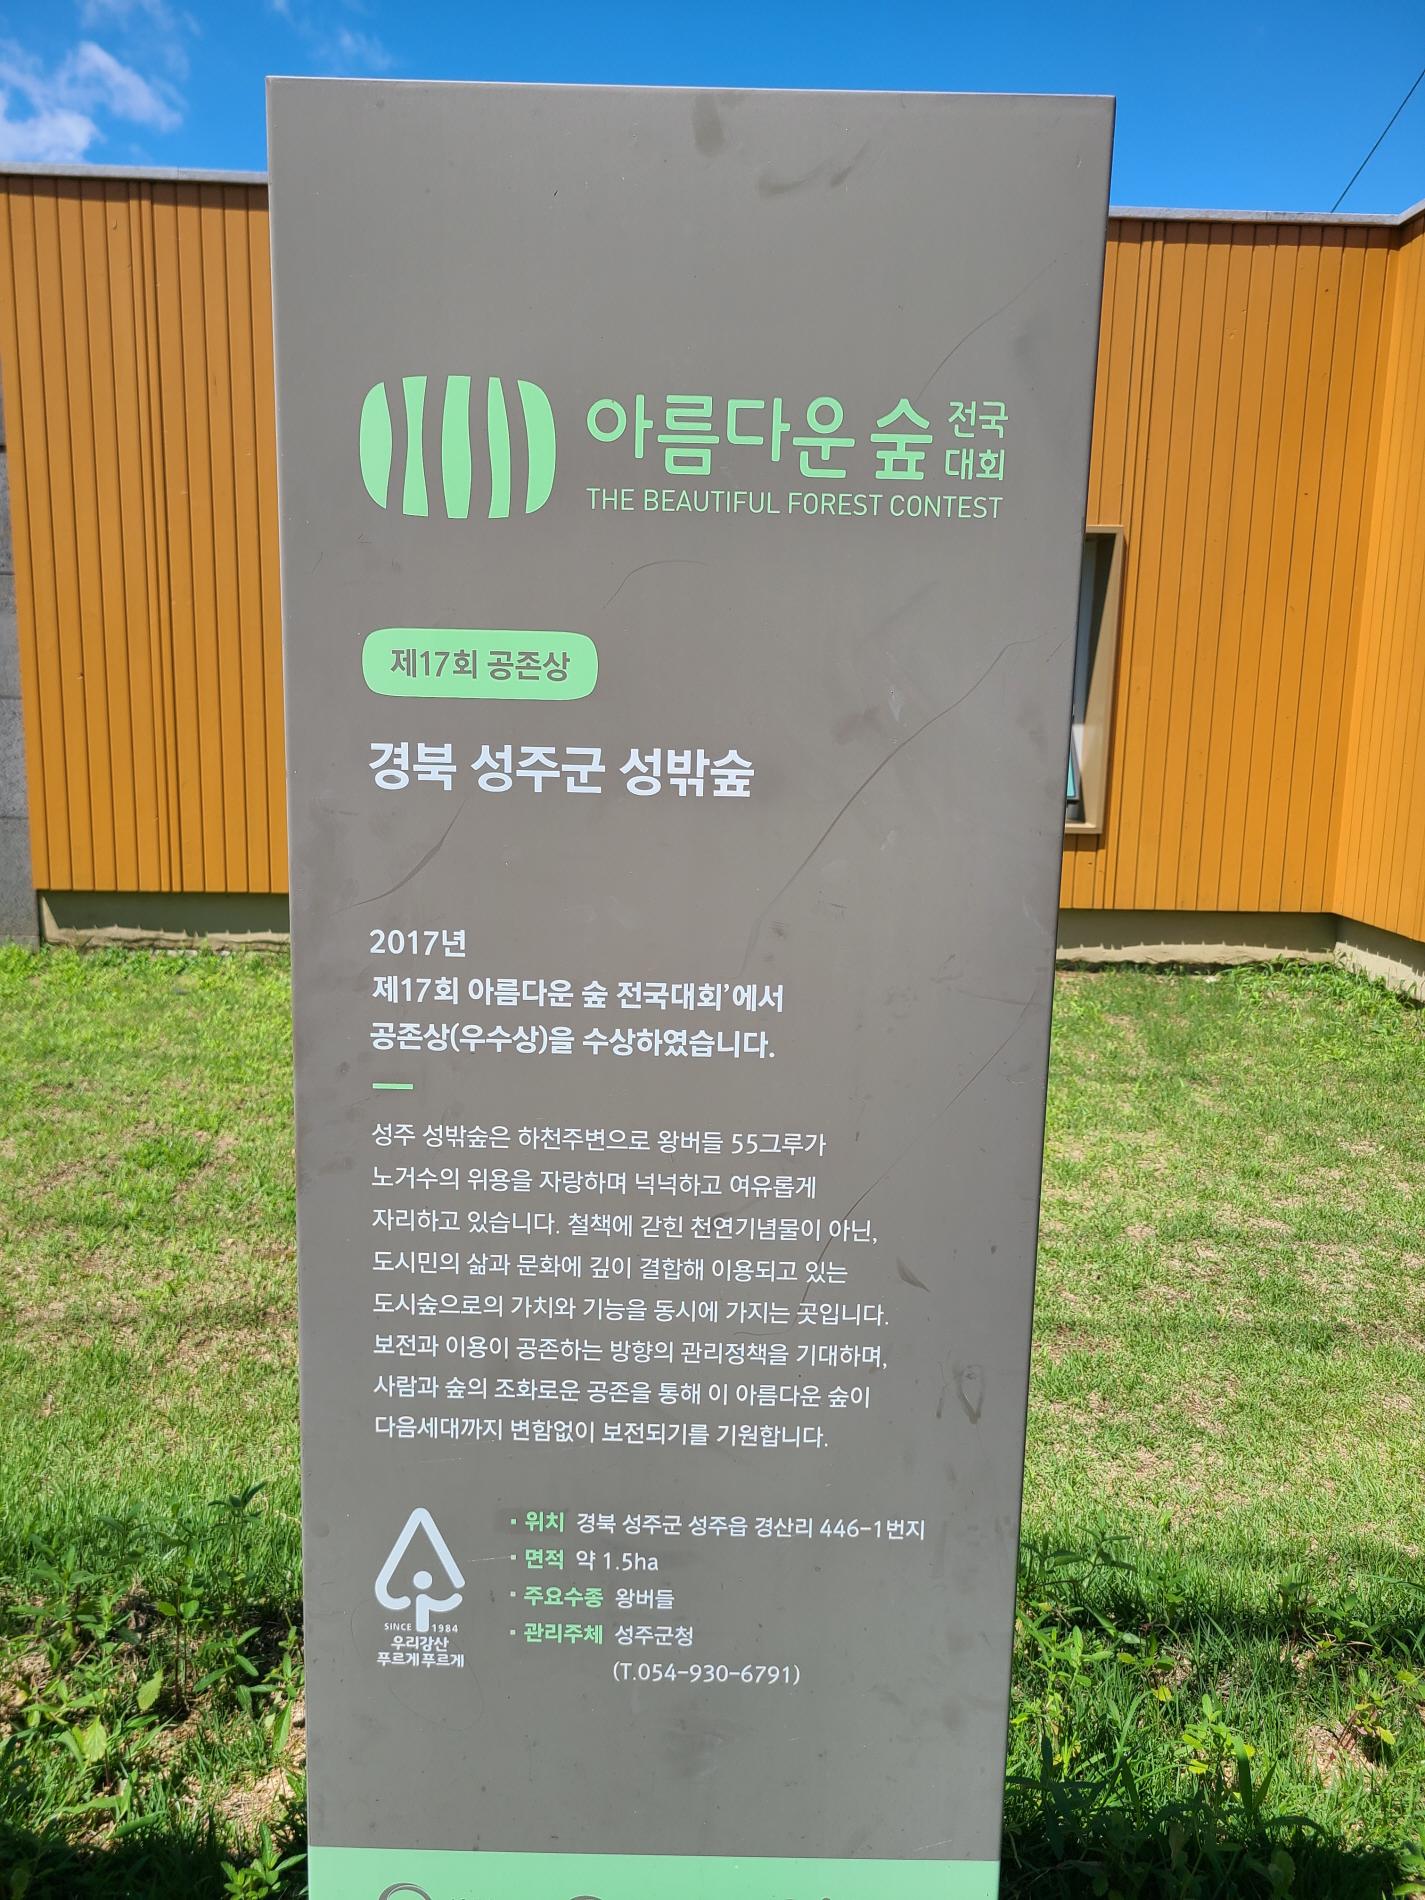 아름다운 숲 전국
대회
THE BEAUTIFUL FOREST CONTEST
제17회 공존상
경북 성주군 성밖숲
2017년
제17회 아름다운 숲 전국대회'에서
공존상(우수상)을 수상하였습니다.
성주 성밖숲은 하천주변으로 왕버들 55그루가
노거수의 위용을 자랑하며 넉넉하고 여유롭게
자리하고 있습니다. 철책에 갇힌 천연기념물이 아닌,
도시민의 삶과 문화에 깊이 결합해 이용되고 있는
도시숲으로의 가치와 기능을 동시에 가지는 곳입니다.
보전과 이용이 공존하는 방향의 관리정책을 기대하며,
사람과 숲의 조화로운 공존을 통해 이 아름다운 숲이
다음세대까지 변함없이 보전되기를 기원합니다.
SINCE 1984
우리강산
푸르게 푸르게
· 위치 경북 성주군 성주읍 경산리 446-1번지
· 면적 약 1.5ha
· 주요수종 왕버들
· 관리주체 성주군청
(T.054-930-6791)